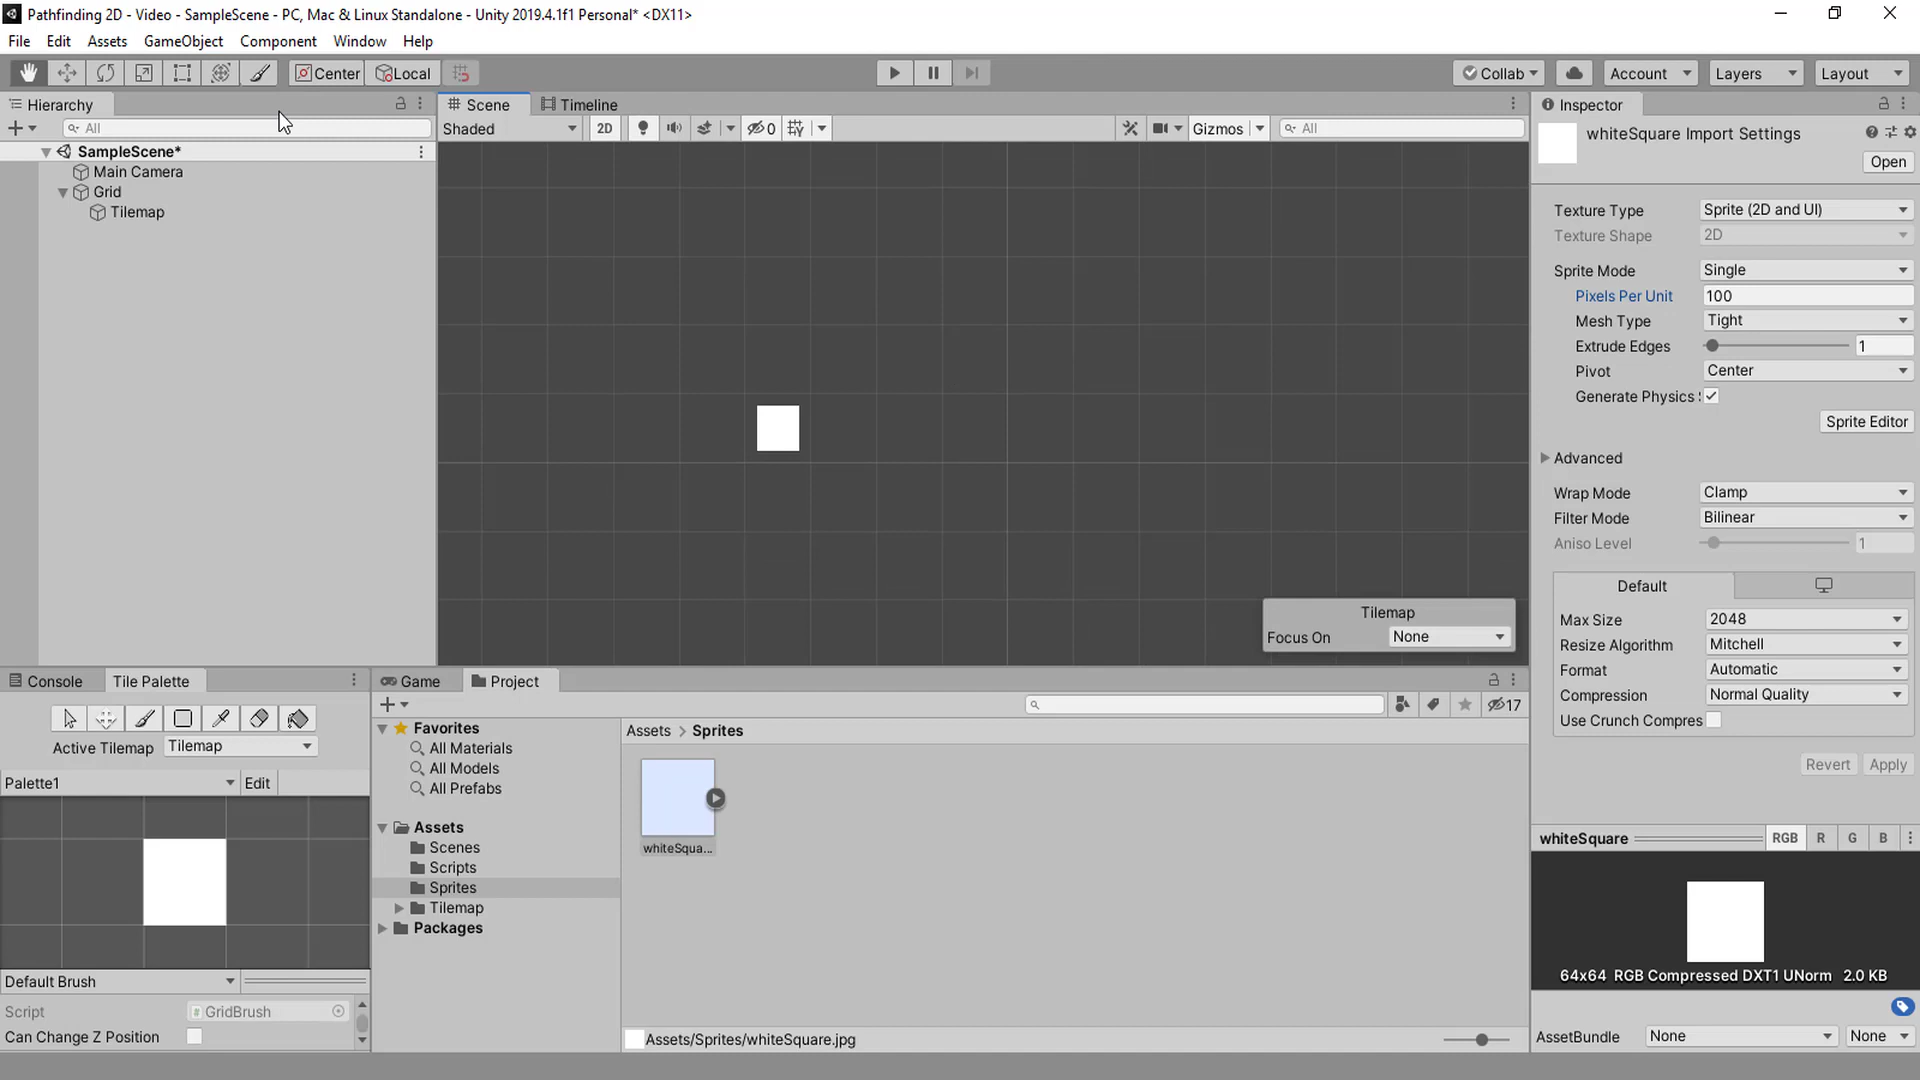 Pathfinding 2D - Video - SampleScene - PC, Mac & Linux Standalone - Unity 2019.4.1f1 Personal* <DX11>
File Edit Assets GameObject Component Window Help
Center Local Collab Account Layers Layout
Hierarchy
All
SampleScene*
Main Camera
Grid
Tilemap
Scene Timeline
Shaded 2D 0 Gizmos All
Tilemap
Focus On None
Inspector
whiteSquare Import Settings
Open
Texture Type Sprite (2D and UI)
Texture Shape 2D
Sprite Mode Single
Pixels Per Unit 100
Mesh Type Tight
Extrude Edges 1
Pivot Center
Generate Physics
Sprite Editor
Advanced
Wrap Mode Clamp
Filter Mode Bilinear
Aniso Level 1
Default
Max Size 2048
Resize Algorithm Mitchell
Format Automatic
Compression Normal Quality
Use Crunch Compres
Revert Apply
whiteSquare RGB R G B
64x64 RGB Compressed DXT1 UNorm 2.0 KB
AssetBundle None None
Console Tile Palette
Active Tilemap Tilemap
Palette1 Edit
Default Brush
Script GridBrush
Can Change Z Position
Game Project
17
Favorites
All Materials
All Models
All Prefabs
Assets
Scenes
Scripts
Sprites
Tilemap
Packages
Assets > Sprites
whiteSqua...
Assets/Sprites/whiteSquare.jpg